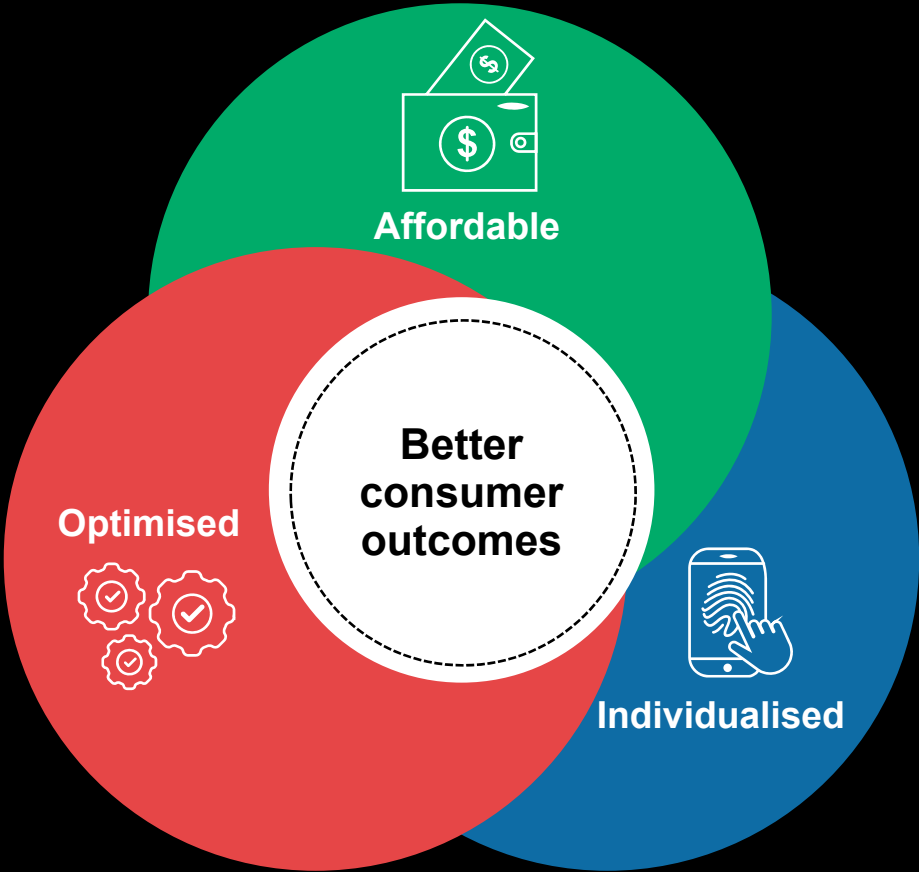 $
$
Affordable
Better
consumer
outcomes
Optimised
Individualised